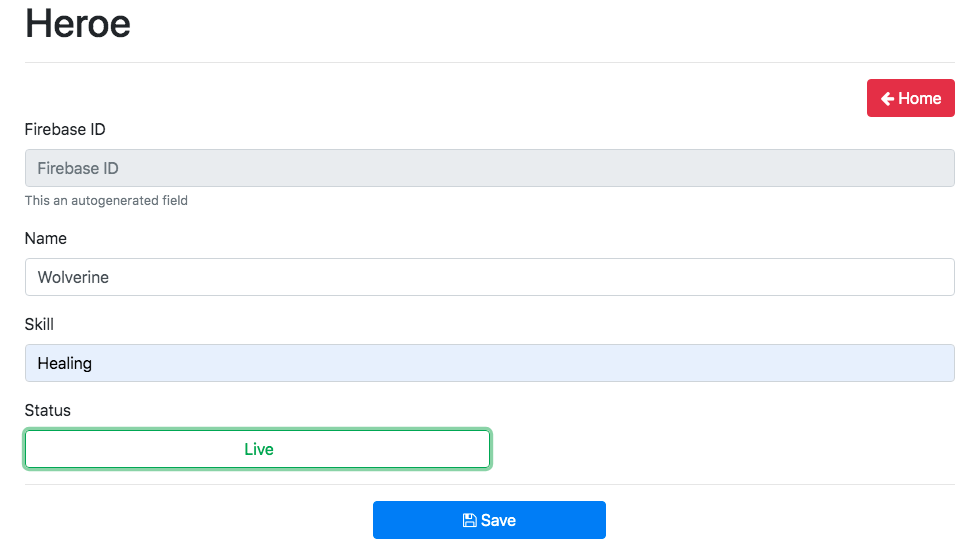 Heroe
Home
Firebase ID
Firebase ID
This an autogenerated field
Name
Wolverine
Skill
Healing
Status
Live
Save